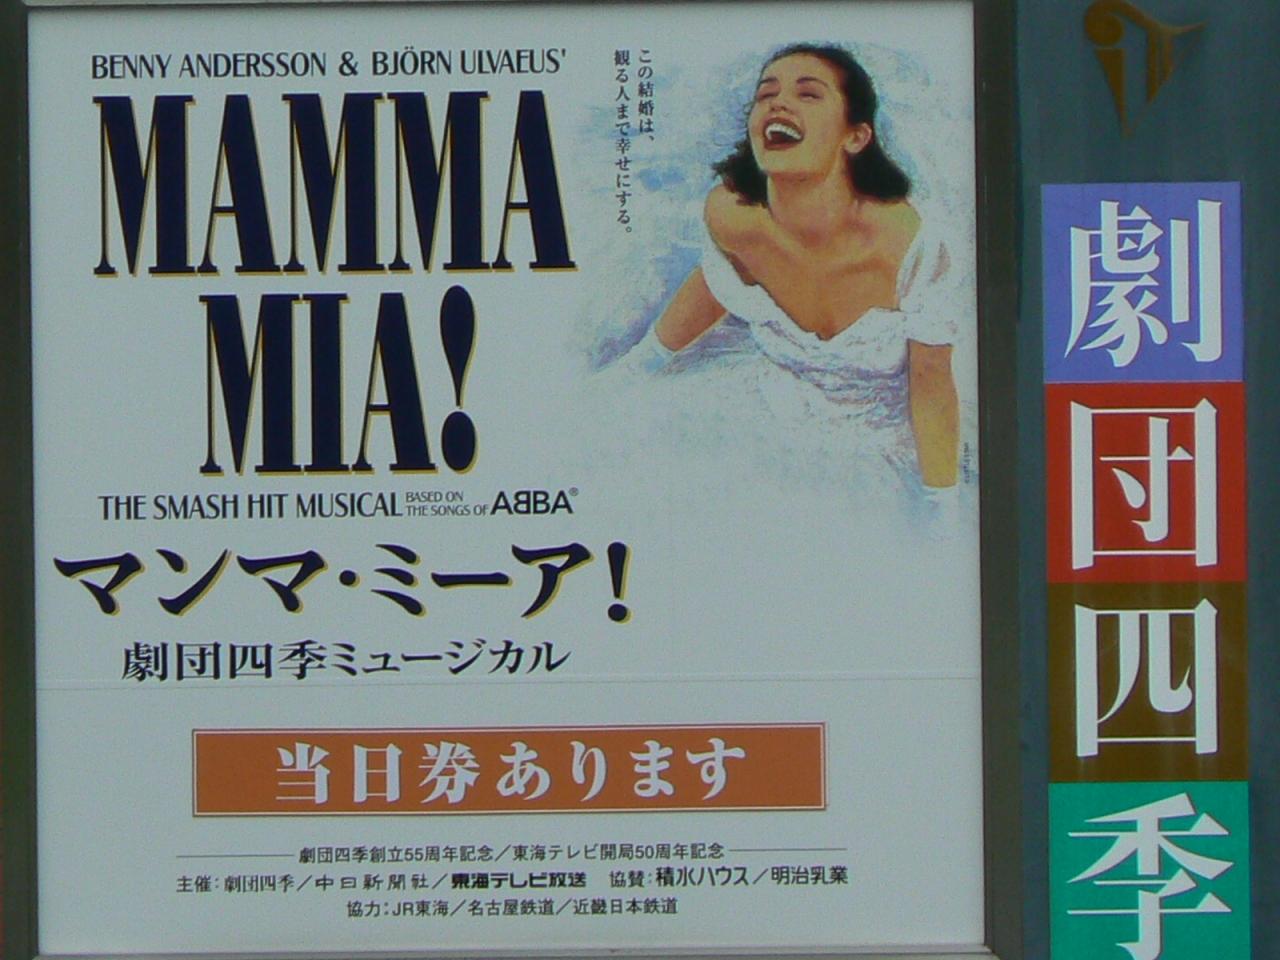 BENNY ANDERSSON & BJÖRN ULVAEUS'
MAMMA
MIA!
THE SMASH HIT MUSICAL BASED ON THE SONGS OF ABBA®
マンマ・ミーア!
劇団四季ミュージカル
この結婚は、
観る人まで幸せにする。
当日券あります
劇団四季創立55周年記念/東海テレビ開局50周年記念
主催:劇団四季/中日新聞社/東海テレビ放送 協賛:積水ハウス/明治乳業
協力:JR東海/名古屋鉄道/近畿日本鉄道
劇団四季